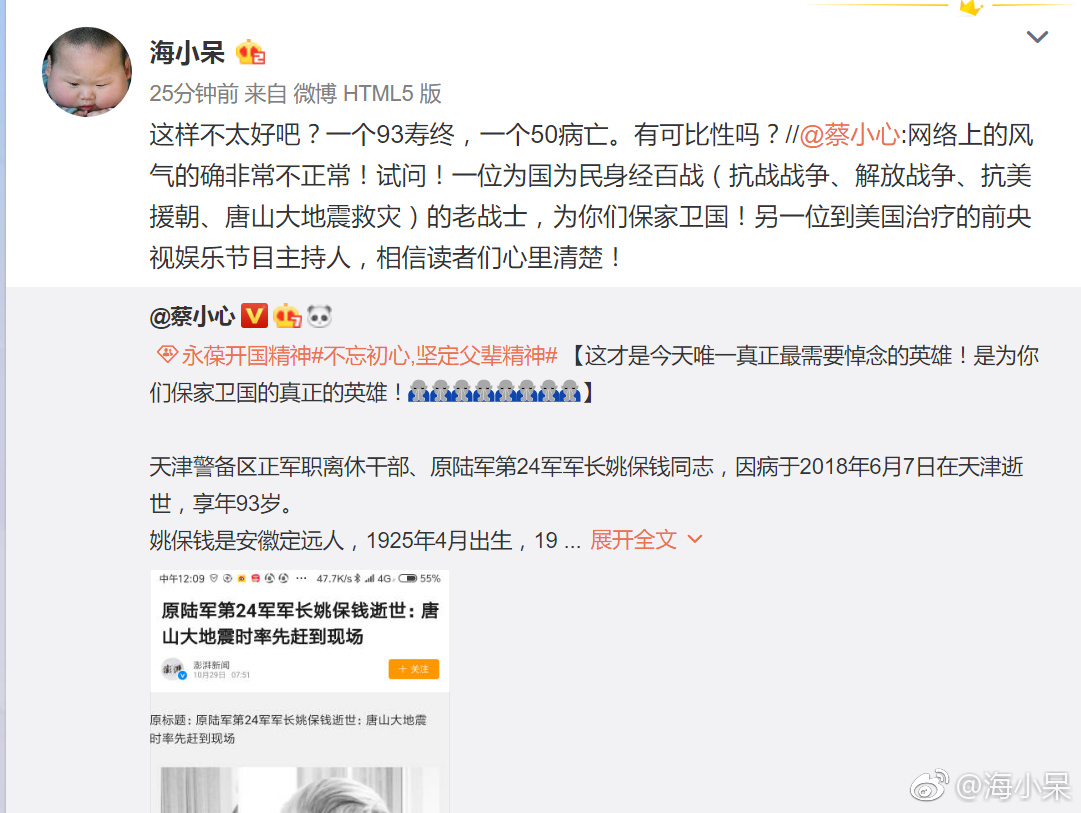 海小呆
25分钟前 来自 微博 HTML5 版
这样不太好吧？一个93寿终，一个50病亡。有可比性吗？//@蔡小心:网络上的风
气的确非常不正常！试问！一位为国为民身经百战（抗战战争、解放战争、抗美
援朝、唐山大地震救灾）的老战士，为你们保家卫国！另一位到美国治疗的前央
视娱乐节目主持人，相信读者们心里清楚！
@蔡小心
永葆开国精神#不忘初心,坚定父辈精神# 【这才是今天唯一真正最需要悼念的英雄！是为你
们保家卫国的真正的英雄！】
天津警备区正军职离休干部、原陆军第24军军长姚保钱同志，因病于2018年6月7日在天津逝
世，享年93岁。
姚保钱是安徽定远人，1925年4月出生，19 ... 展开全文
中午12:09 ··· 47.7K/s 4G 55%
原陆军第24军军长姚保钱逝世：唐
山大地震时率先赶到现场
澎湃 澎湃新闻
10月29日 07:51
+ 关注
原标题：原陆军第24军军长姚保钱逝世：唐山大地震
时率先赶到现场
@海小呆